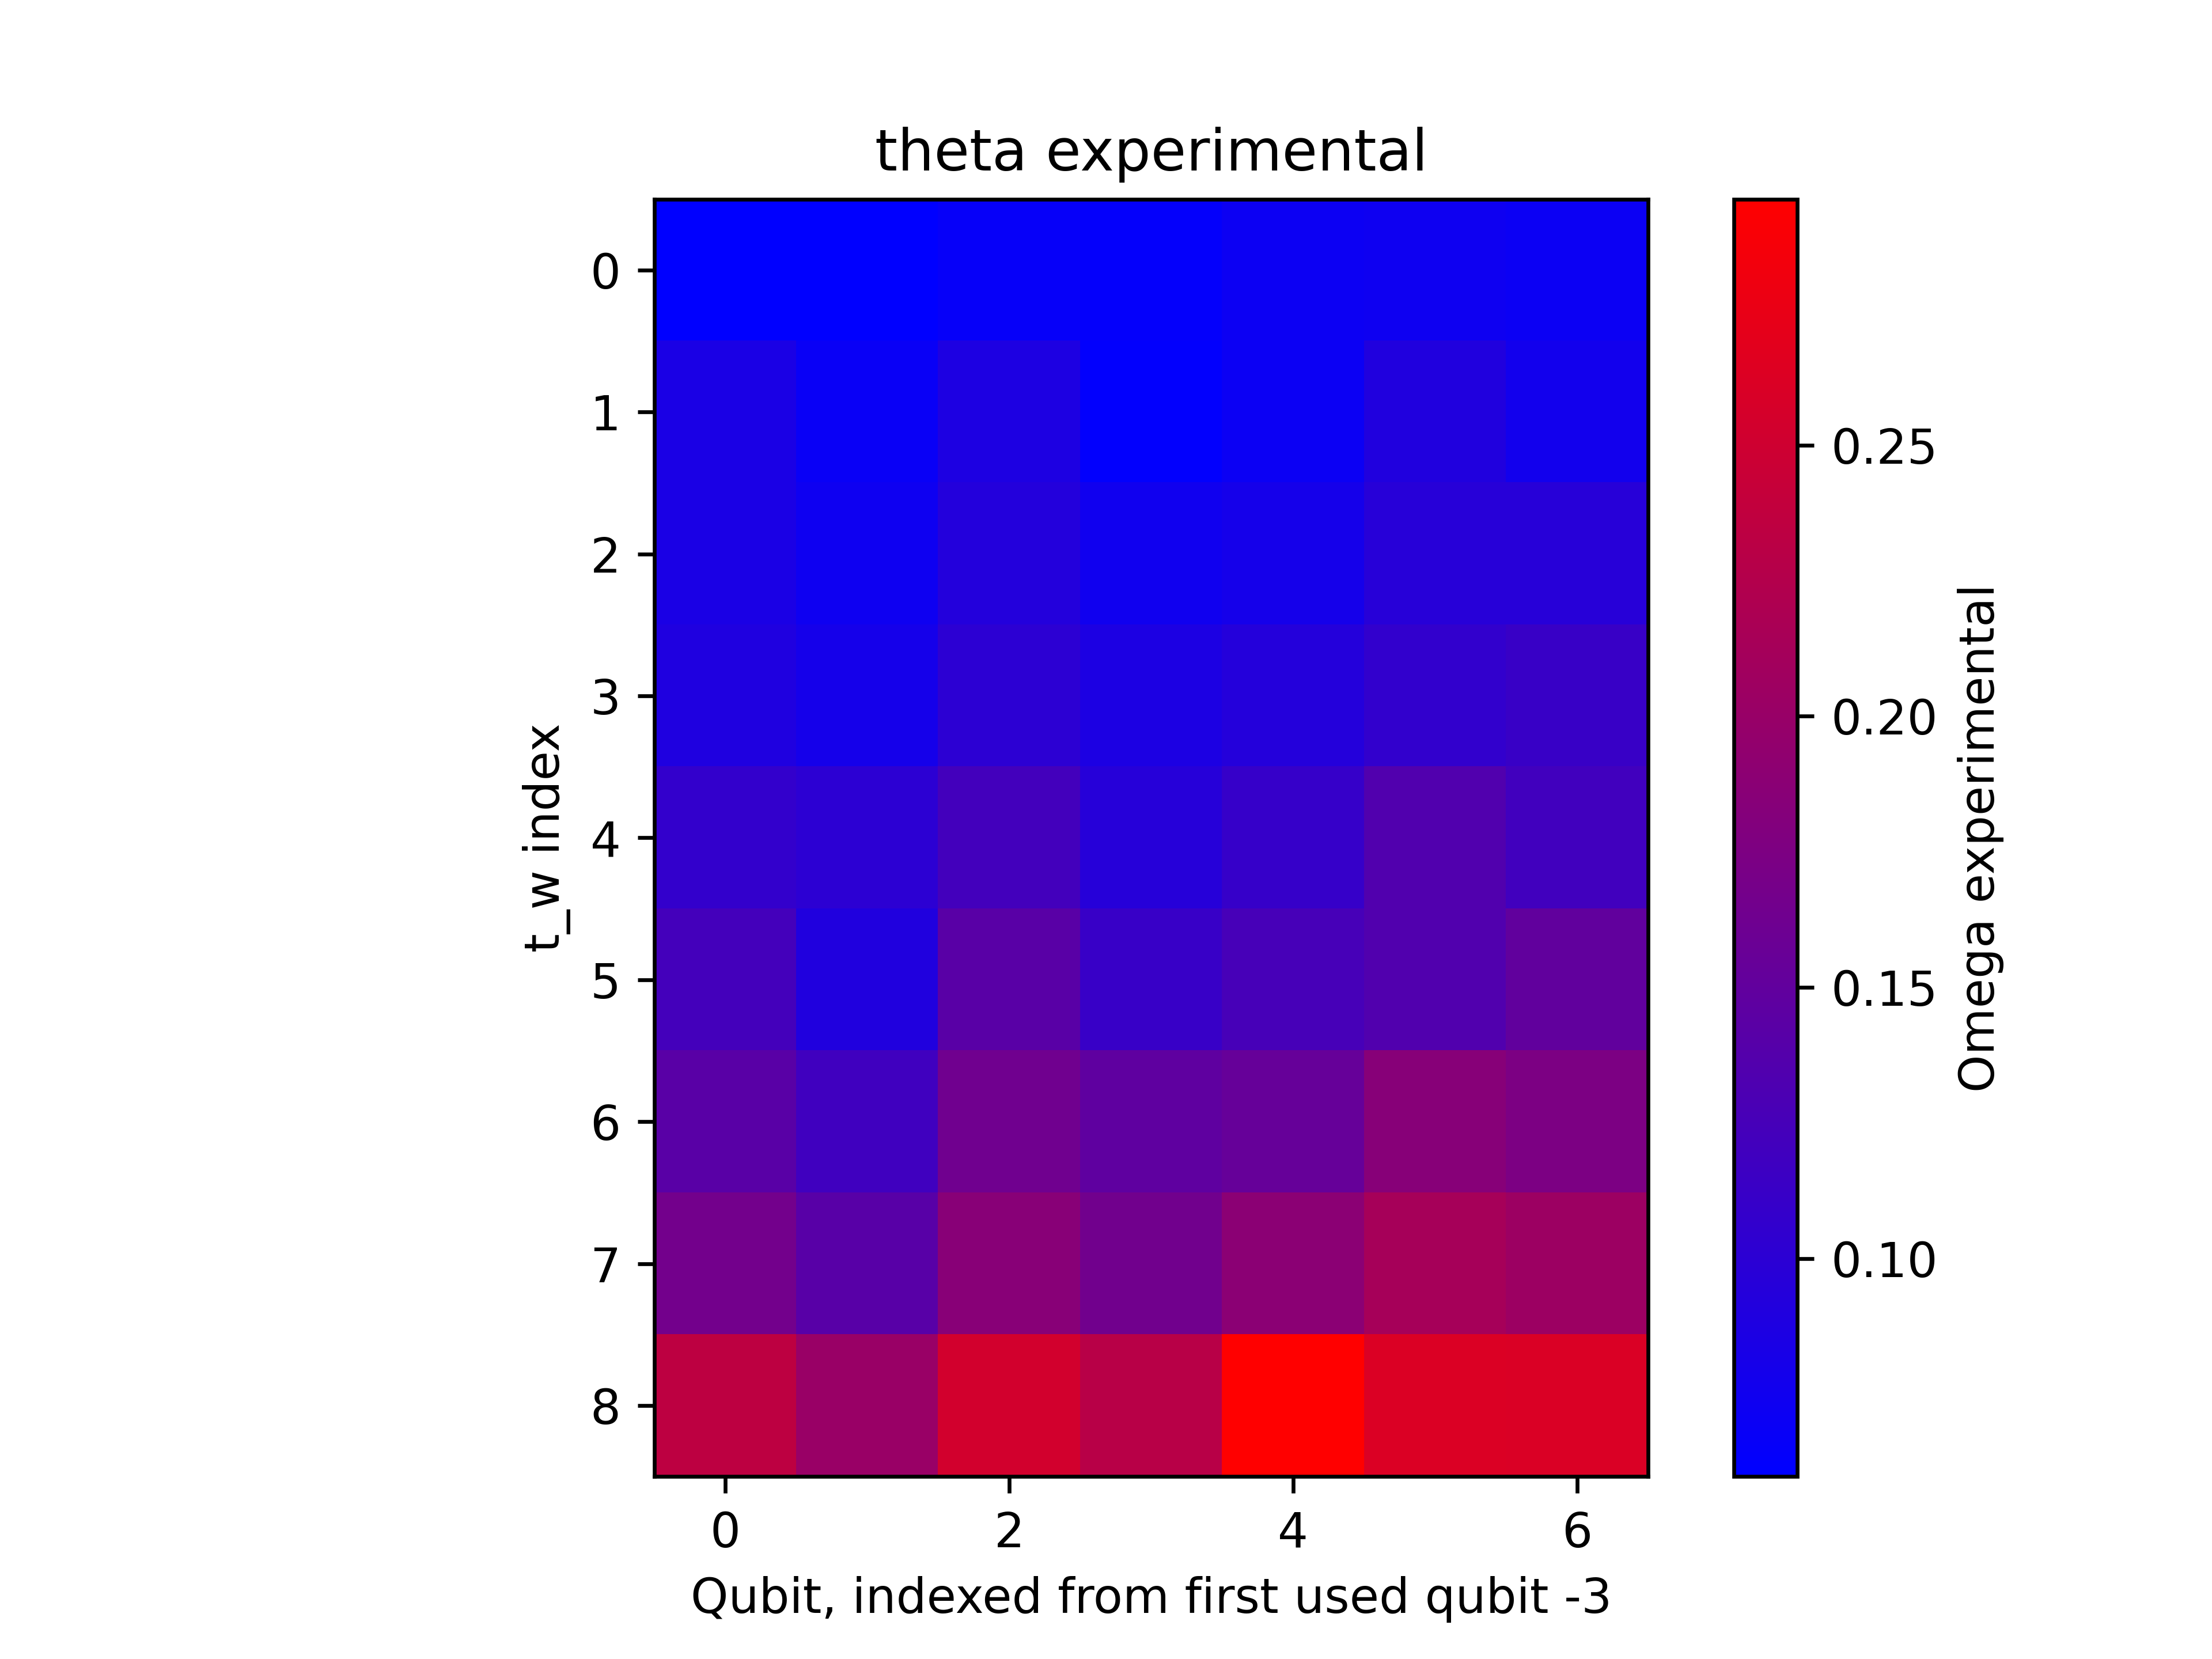 theta experimental
0
1
2
3
4
5
6
7
8
t_w index
0 2 4 6
Qubit, indexed from first used qubit -3
0.25
0.20
0.15
0.10
Omega experimental